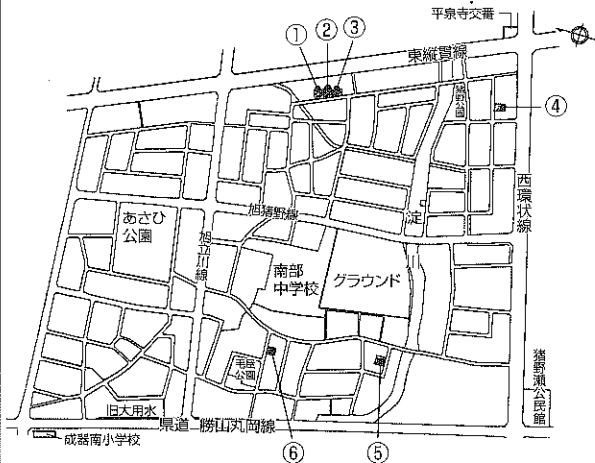 平泉寺交番
東縦貫線
①
②
③
猪野公園
④
西環状線
旭猪野線
淀
川
あさひ
公園
旭立川線
南部
中学校
グラウンド
毛屋
公園
猪野瀬公民館
旧大用水
県道 勝山丸岡線
成器南小学校
⑥
⑤